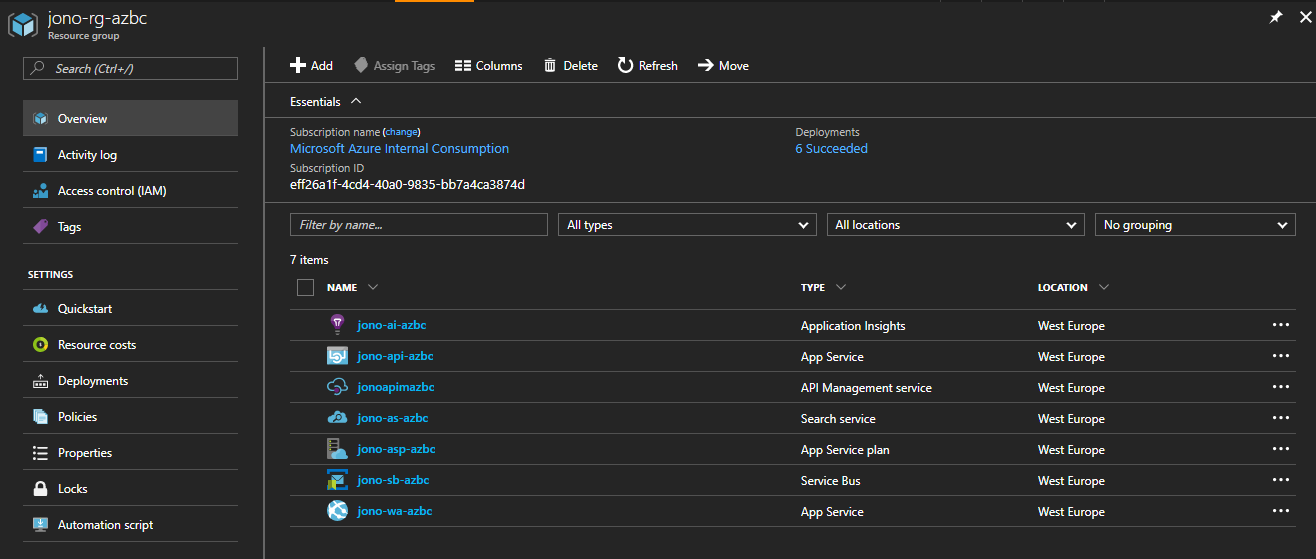 jono-rg-azbc
Resource group
Search (Ctrl+/)
Overview
Activity log
Access control (IAM)
Tags
SETTINGS
Quickstart
Resource costs
Deployments
Policies
Properties
Locks
Automation script
Add Assign Tags Columns Delete Refresh Move
Essentials
Subscription name (change) Deployments
Microsoft Azure Internal Consumption 6 Succeeded
Subscription ID
eff26a1f-4cd4-40a0-9835-bb7a4ca3874d
Filter by name... All types All locations No grouping
7 items
NAME TYPE LOCATION
jono-ai-azbc Application Insights West Europe
jono-api-azbc App Service West Europe
jonoapimazbc API Management service West Europe
jono-as-azbc Search service West Europe
jono-asp-azbc App Service plan West Europe
jono-sb-azbc Service Bus West Europe
jono-wa-azbc App Service West Europe